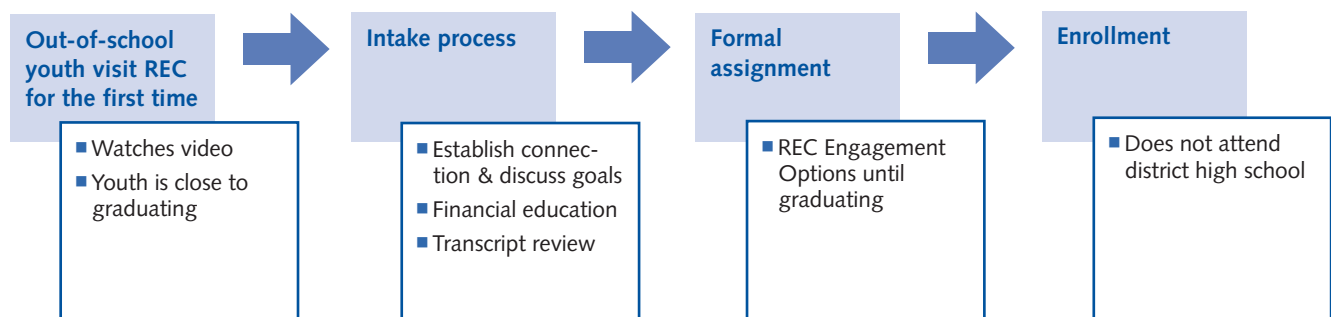 Out-of-school
youth visit REC
for the first time
■ Watches video
■ Youth is close to
graduating
Intake process
■ Establish connec-
tion & discuss goals
■ Financial education
■ Transcript review
Formal
assignment
■ REC Engagement
Options until
graduating
Enrollment
■ Does not attend
district high school